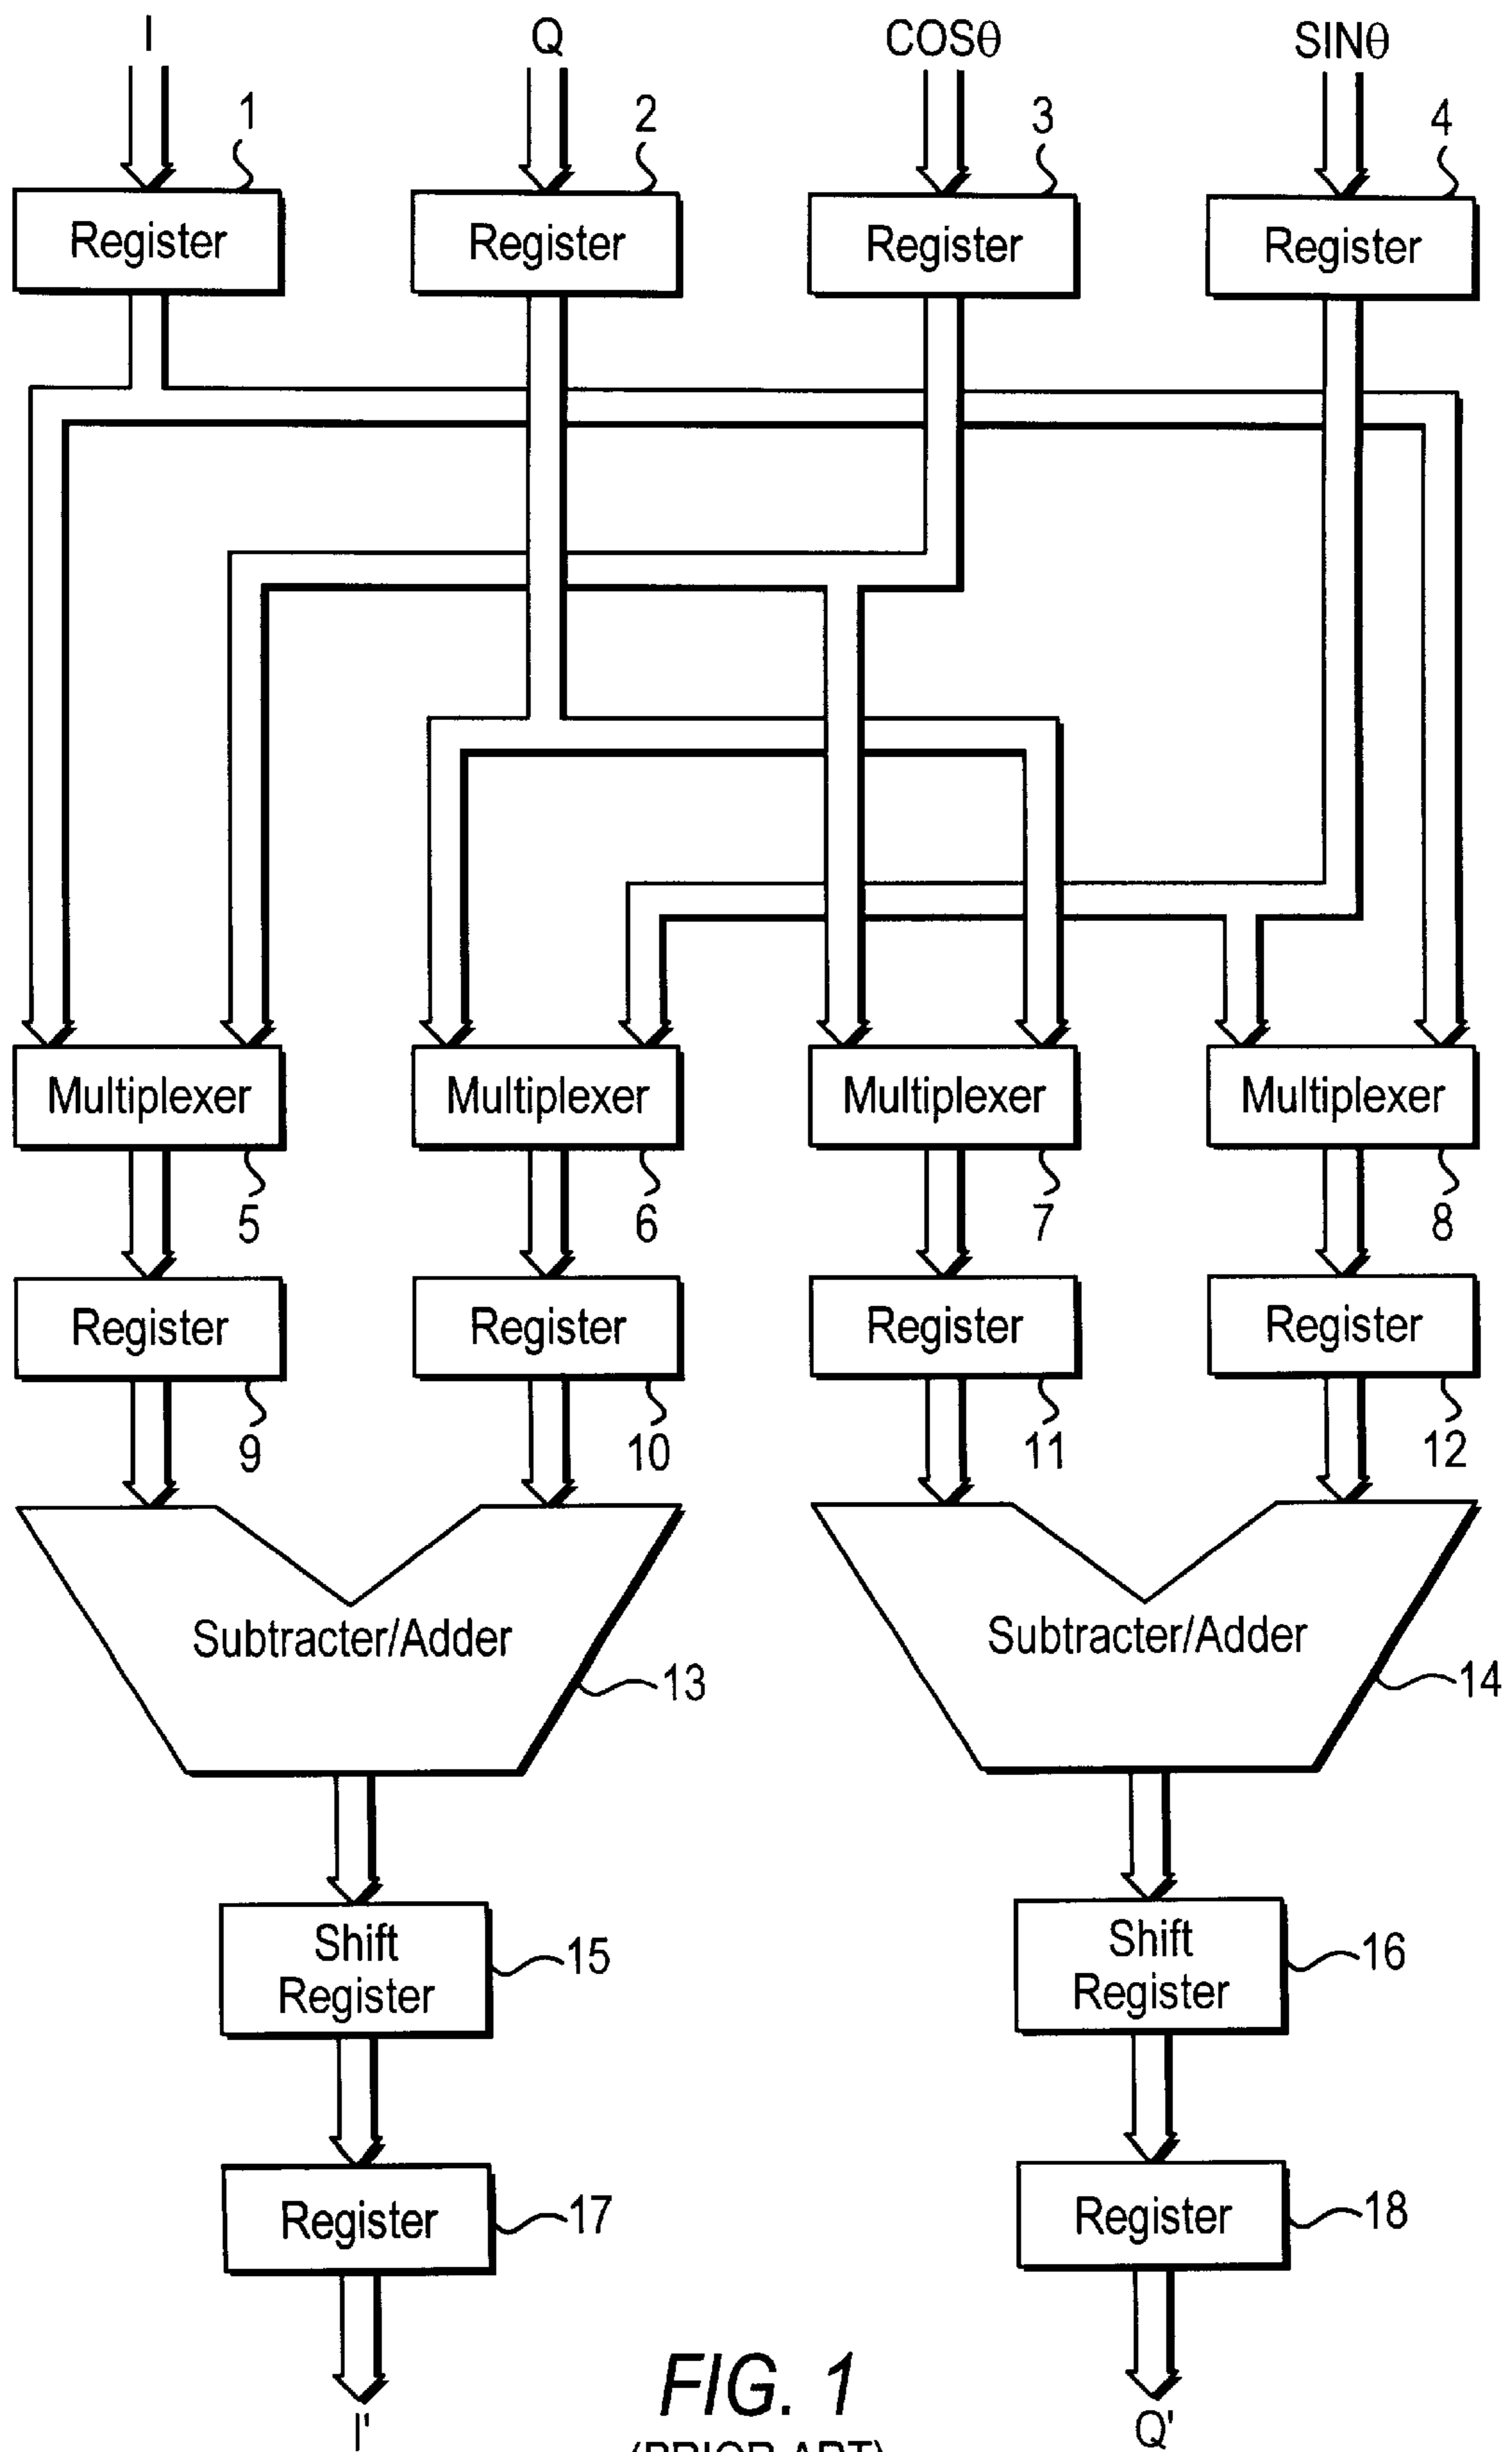 I Q COSθ SINθ
1 2 3 4
Register Register Register Register
Multiplexer Multiplexer Multiplexer Multiplexer
5 6 7 8
Register Register Register Register
9 10 11 12
Subtracter/Adder Subtracter/Adder
13 14
Shift
Register
15
Shift
Register
16
Register 17 Register 18
I' Q'
FIG. 1
(PRIOR ART)